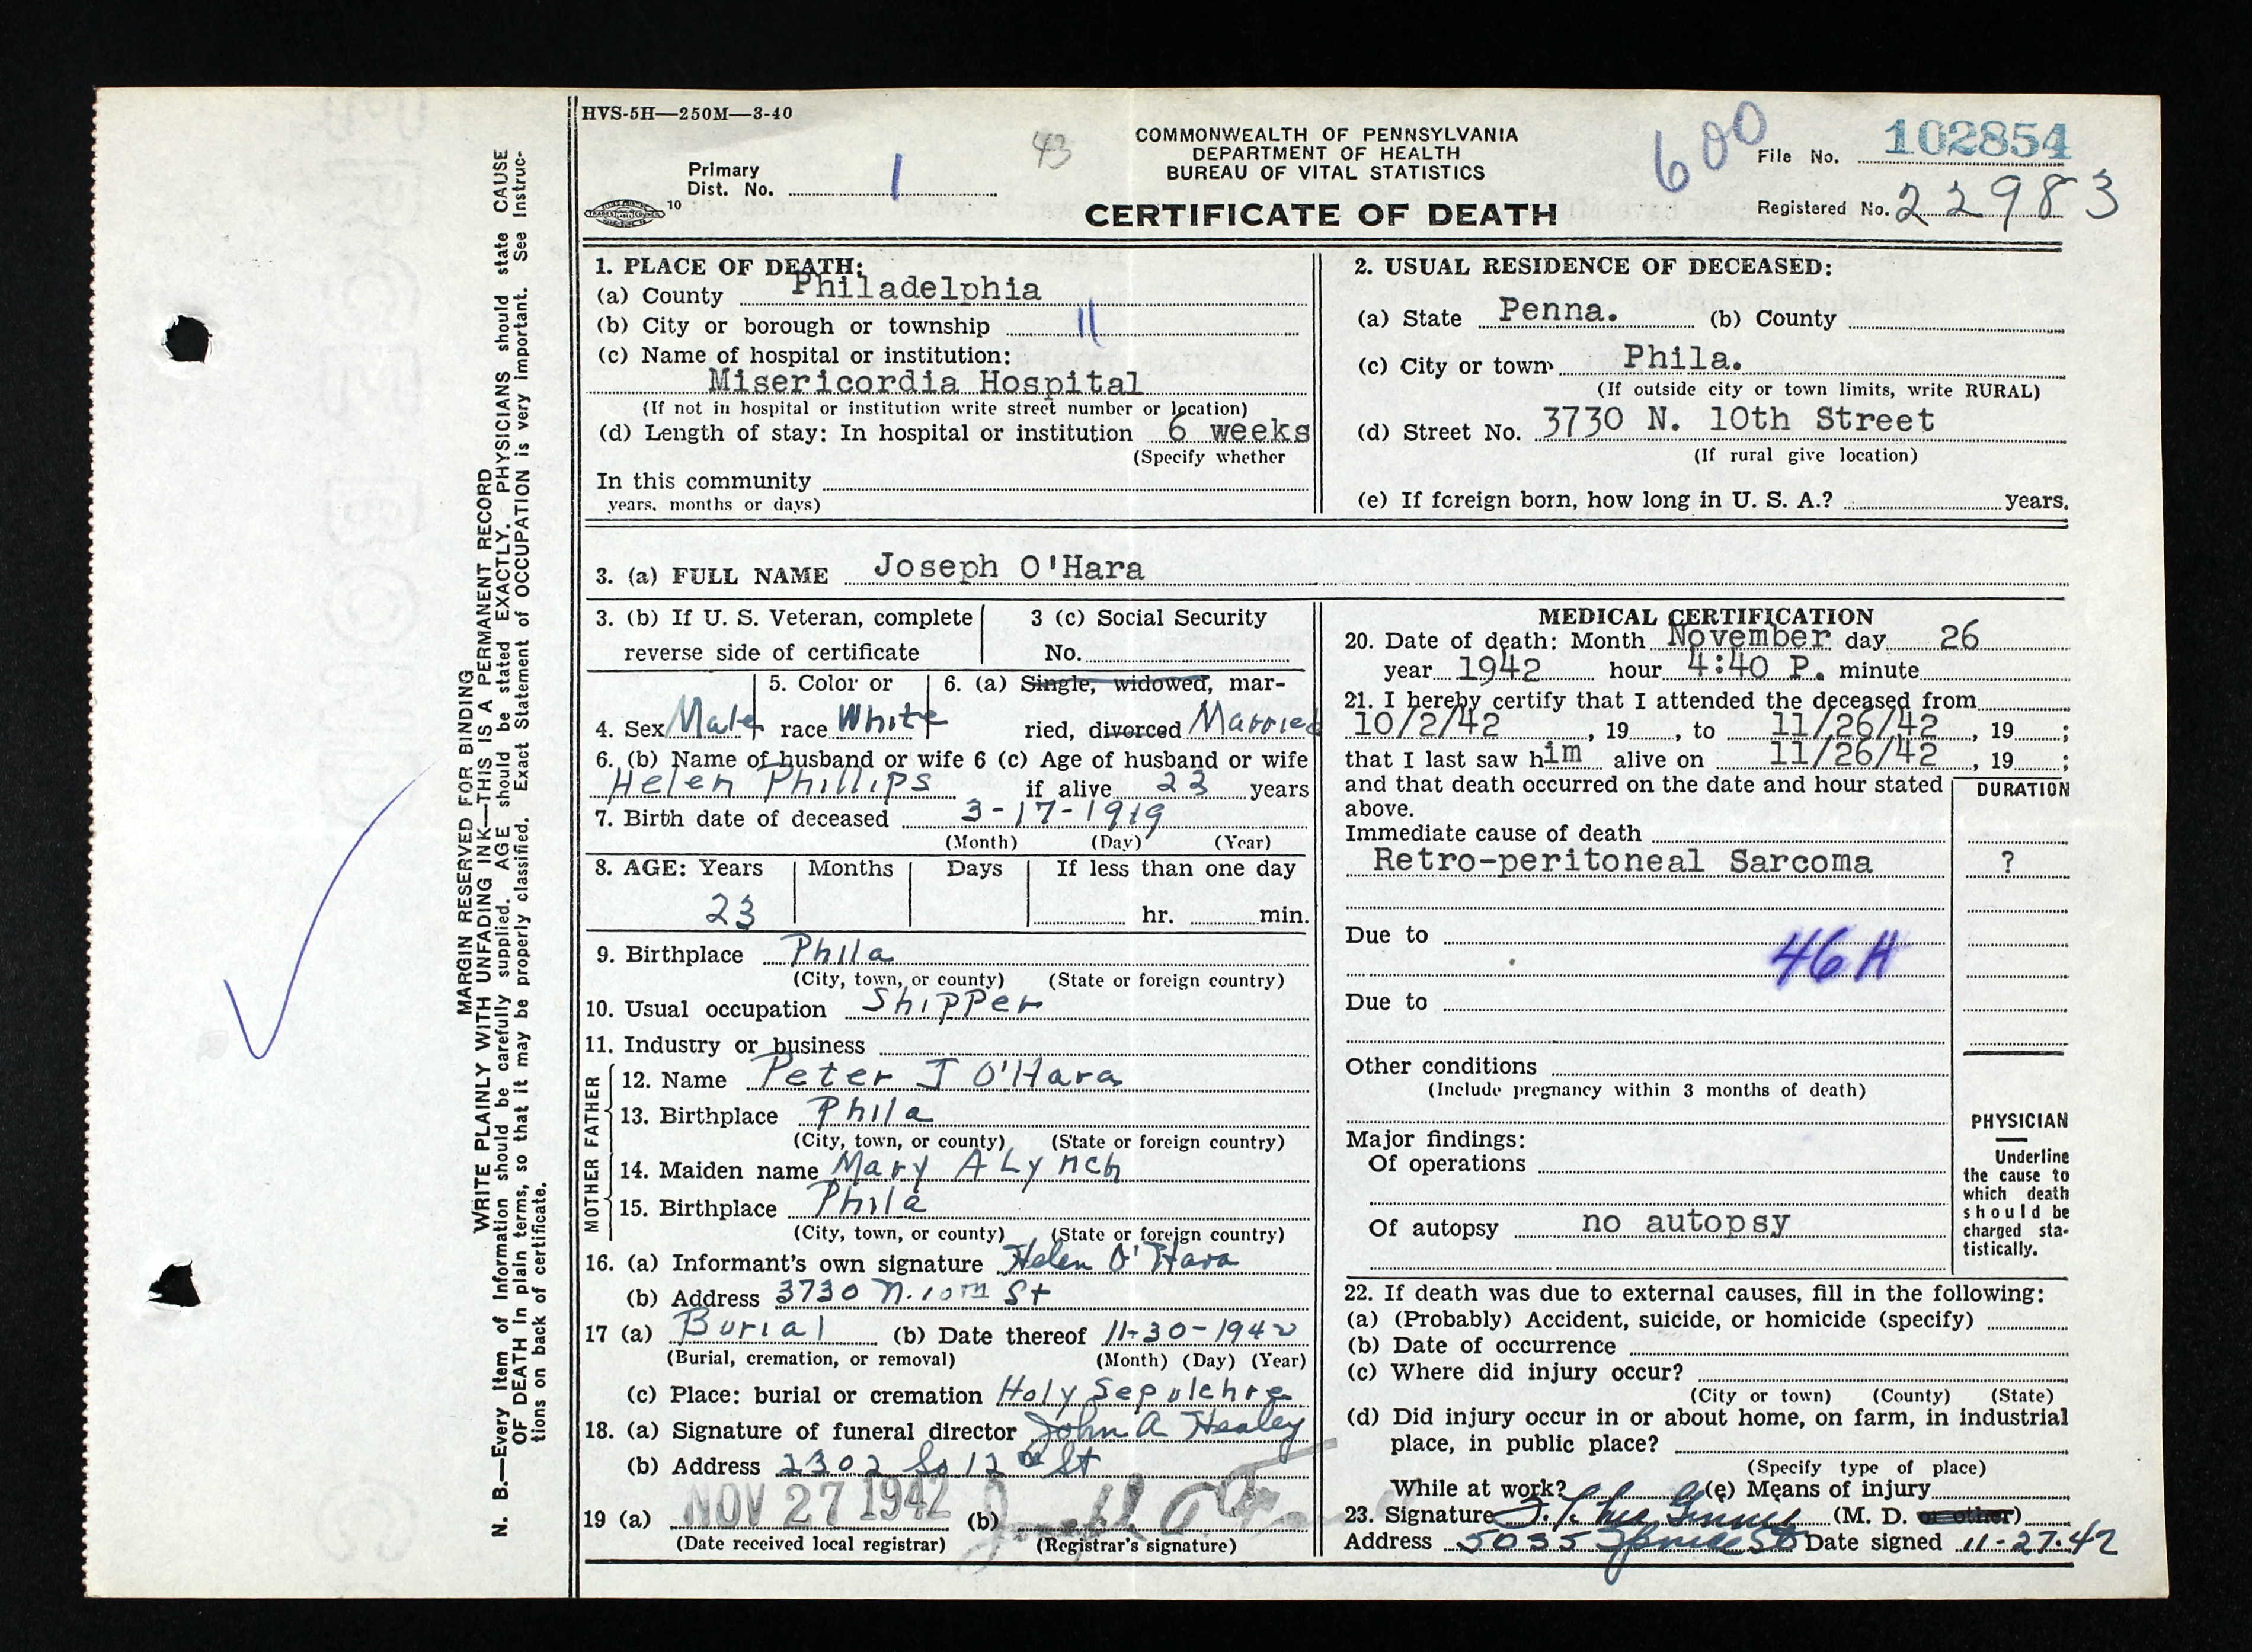 HVS-5H—250M—3-40
43
COMMONWEALTH OF PENNSYLVANIA
DEPARTMENT OF HEALTH
BUREAU OF VITAL STATISTICS
CERTIFICATE OF DEATH
Primary
Dist. No. 1
10
600
File No. 102854
Registered No. 22983
1. PLACE OF DEATH:
(a) County Philadelphia
(b) City or borough or township 11
(c) Name of hospital or institution:
Misericordia Hospital
(If not in hospital or institution write street number or location)
(d) Length of stay: In hospital or institution 6 weeks
(Specify whether
In this community
years, months or days)
2. USUAL RESIDENCE OF DECEASED:
(a) State Penna. (b) County
(c) City or town Phila.
(If outside city or town limits, write RURAL)
(d) Street No. 3730 N. 10th Street
(If rural give location)
(e) If foreign born, how long in U. S. A.? years.
3. (a) FULL NAME Joseph O'Hara
3. (b) If U. S. Veteran, complete
reverse side of certificate
3 (c) Social Security
No.
4. Sex Male
5. Color or
race White
6. (a) Single, widowed, mar-
ried, divorced Married
6. (b) Name of husband or wife 6 (c) Age of husband or wife
Helen Phillips if alive 23 years
7. Birth date of deceased 3-17-1919
(Month) (Day) (Year)
8. AGE: Years Months Days If less than one day
23 hr. min.
9. Birthplace Phila
(City, town, or county) (State or foreign country)
10. Usual occupation Shipper
11. Industry or business
FATHER
12. Name Peter J O'Hara
13. Birthplace Phila
(City, town, or county) (State or foreign country)
MOTHER
14. Maiden name Mary A Lynch
15. Birthplace Phila
(City, town, or county) (State or foreign country)
16. (a) Informant's own signature Helen O'Hara
(b) Address 3730 N. 10th St
17 (a) Burial (b) Date thereof 11-30-1942
(Burial, cremation, or removal) (Month) (Day) (Year)
(c) Place: burial or cremation Holy Sepulchre
18. (a) Signature of funeral director John A Healey
(b) Address 2302 So 12th St
19 (a) NOV 27 1942 (b) Joseph
(Date received local registrar) (Registrar's signature)
MEDICAL CERTIFICATION
20. Date of death: Month November day 26
year 1942 hour 4:40 P. minute
21. I hereby certify that I attended the deceased from
10/2/42, 19, to 11/26/42, 19;
that I last saw him alive on 11/26/42, 19;
and that death occurred on the date and hour stated
above.
DURATION
Immediate cause of death
Retro-peritoneal Sarcoma ?
Due to
46 H
Due to
Other conditions
(Include pregnancy within 3 months of death)
Major findings:
Of operations
Of autopsy no autopsy
PHYSICIAN
Underline
the cause to
which death
should be
charged sta-
tistically.
22. If death was due to external causes, fill in the following:
(a) (Probably) Accident, suicide, or homicide (specify)
(b) Date of occurrence
(c) Where did injury occur?
(City or town) (County) (State)
(d) Did injury occur in or about home, on farm, in industrial
place, in public place?
(Specify type of place)
While at work? (e) Means of injury
23. Signature (M. D. or other)
Address 5035 Spruce St Date signed 11-27-42
MARGIN RESERVED FOR BINDING
WRITE PLAINLY WITH UNFADING INK—THIS IS A PERMANENT RECORD
N. B.—Every item of information should be carefully supplied. AGE should be stated EXACTLY. PHYSICIANS should state CAUSE
OF DEATH in plain terms, so that it may be properly classified. Exact Statement of OCCUPATION is very important. See Instruc-
tions on back of certificate.